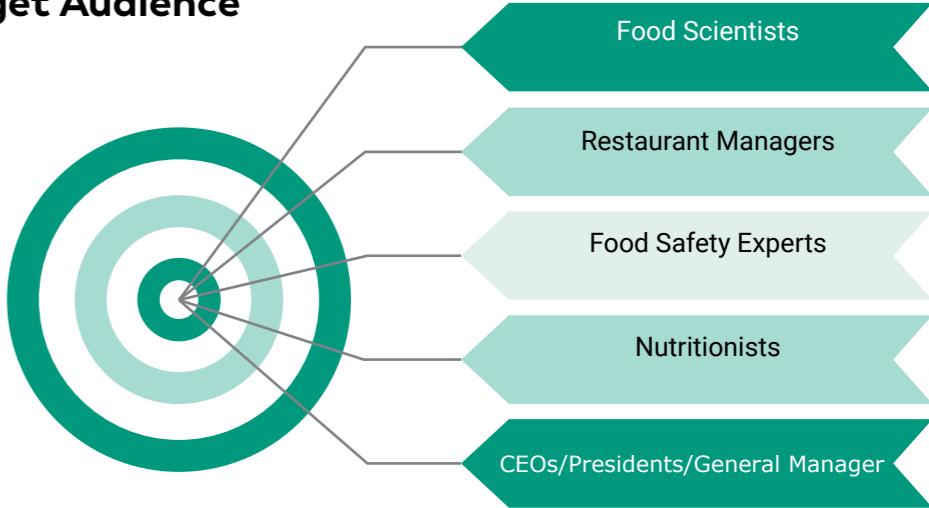 get Audience
Food Scientists
Restaurant Managers
Food Safety Experts
Nutritionists
CEOs/Presidents/General Manager